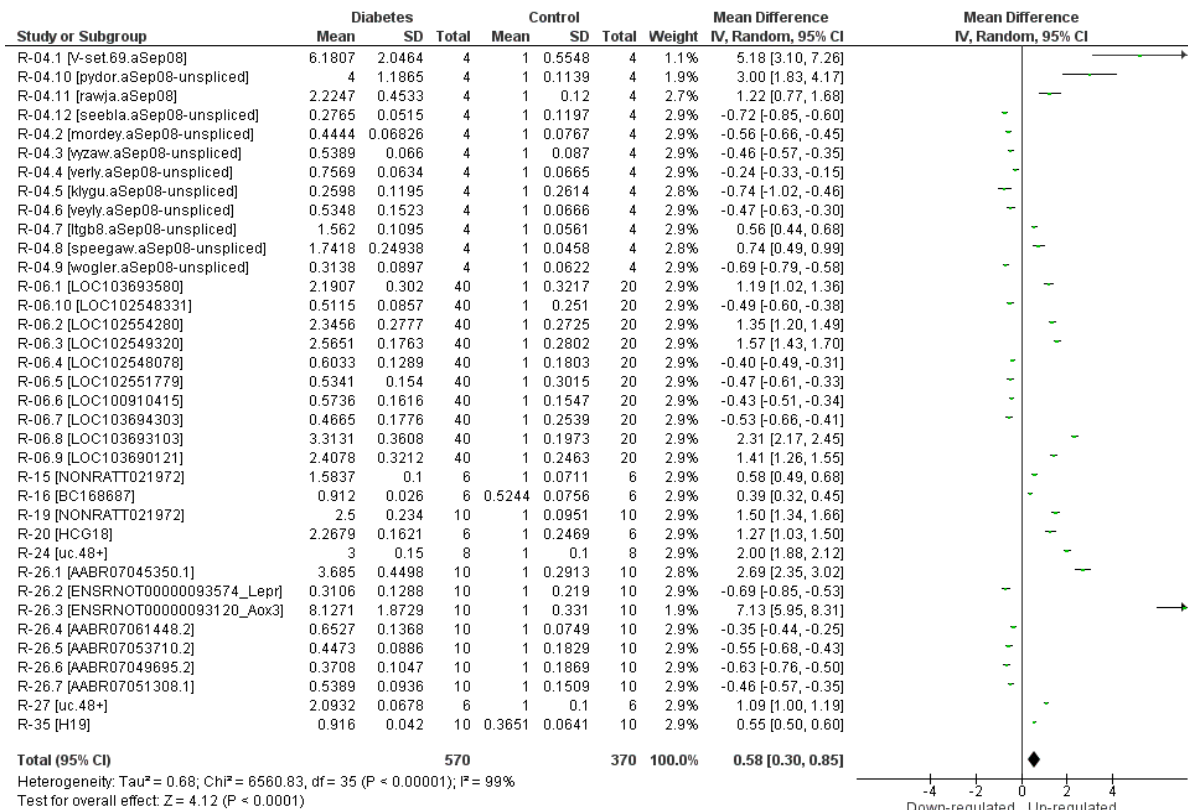 Diabetes Control Mean Difference Mean Difference
Study or Subgroup Mean SD Total Mean SD Total Weight IV, Random, 95% CI IV, Random, 95% CI
R-04.1 [V-set.69.aSep08] 6.1807 2.0464 4 1 0.5548 4 1.1% 5.18 [3.10, 7.26]
R-04.10 [pydor.aSep08-unspliced] 4 1.1865 4 1 0.1139 4 1.9% 3.00 [1.83, 4.17]
R-04.11 [rawja.aSep08] 2.2247 0.4533 4 1 0.12 4 2.7% 1.22 [0.77, 1.68]
R-04.12 [seebla.aSep08-unspliced] 0.2765 0.0515 4 1 0.1197 4 2.9% -0.72 [-0.85, -0.60]
R-04.2 [mordey.aSep08-unspliced] 0.4444 0.06826 4 1 0.0767 4 2.9% -0.56 [-0.66, -0.45]
R-04.3 [vyzaw.aSep08-unspliced] 0.5389 0.066 4 1 0.087 4 2.9% -0.46 [-0.57, -0.35]
R-04.4 [verly.aSep08-unspliced] 0.7569 0.0634 4 1 0.0665 4 2.9% -0.24 [-0.33, -0.15]
R-04.5 [klygu.aSep08-unspliced] 0.2598 0.1195 4 1 0.2614 4 2.8% -0.74 [-1.02, -0.46]
R-04.6 [veyly.aSep08-unspliced] 0.5348 0.1523 4 1 0.0666 4 2.9% -0.47 [-0.63, -0.30]
R-04.7 [ltgb8.aSep08-unspliced] 1.562 0.1095 4 1 0.0561 4 2.9% 0.56 [0.44, 0.68]
R-04.8 [speegaw.aSep08-unspliced] 1.7418 0.24938 4 1 0.0458 4 2.8% 0.74 [0.49, 0.99]
R-04.9 [wogler.aSep08-unspliced] 0.3138 0.0897 4 1 0.0622 4 2.9% -0.69 [-0.79, -0.58]
R-06.1 [LOC103693580] 2.1907 0.302 40 1 0.3217 20 2.9% 1.19 [1.02, 1.36]
R-06.10 [LOC102548331] 0.5115 0.0857 40 1 0.251 20 2.9% -0.49 [-0.60, -0.38]
R-06.2 [LOC102554280] 2.3456 0.2777 40 1 0.2725 20 2.9% 1.35 [1.20, 1.49]
R-06.3 [LOC102549320] 2.5651 0.1763 40 1 0.2802 20 2.9% 1.57 [1.43, 1.70]
R-06.4 [LOC102548078] 0.6033 0.1289 40 1 0.1803 20 2.9% -0.40 [-0.49, -0.31]
R-06.5 [LOC102551779] 0.5341 0.154 40 1 0.3015 20 2.9% -0.47 [-0.61, -0.33]
R-06.6 [LOC100910415] 0.5736 0.1616 40 1 0.1547 20 2.9% -0.43 [-0.51, -0.34]
R-06.7 [LOC103694303] 0.4665 0.1776 40 1 0.2539 20 2.9% -0.53 [-0.66, -0.41]
R-06.8 [LOC103693103] 3.3131 0.3608 40 1 0.1973 20 2.9% 2.31 [2.17, 2.45]
R-06.9 [LOC103690121] 2.4078 0.3212 40 1 0.2463 20 2.9% 1.41 [1.26, 1.55]
R-15 [NONRATT021972] 1.5837 0.1 6 1 0.0711 6 2.9% 0.58 [0.49, 0.68]
R-16 [BC168687] 0.912 0.026 6 0.5244 0.0756 6 2.9% 0.39 [0.32, 0.45]
R-19 [NONRATT021972] 2.5 0.234 10 1 0.0951 10 2.9% 1.50 [1.34, 1.66]
R-20 [HCG18] 2.2679 0.1621 6 1 0.2469 6 2.9% 1.27 [1.03, 1.50]
R-24 [uc.48+] 3 0.15 8 1 0.1 8 2.9% 2.00 [1.88, 2.12]
R-26.1 [AABR07045350.1] 3.685 0.4498 10 1 0.2913 10 2.8% 2.69 [2.35, 3.02]
R-26.2 [ENSRNOT00000093574_Lepr] 0.3106 0.1288 10 1 0.219 10 2.9% -0.69 [-0.85, -0.53]
R-26.3 [ENSRNOT00000093120_Aox3] 8.1271 1.8729 10 1 0.331 10 1.9% 7.13 [5.95, 8.31]
R-26.4 [AABR07061448.2] 0.6527 0.1368 10 1 0.0749 10 2.9% -0.35 [-0.44, -0.25]
R-26.5 [AABR07053710.2] 0.4473 0.0886 10 1 0.1829 10 2.9% -0.55 [-0.68, -0.43]
R-26.6 [AABR07049695.2] 0.3708 0.1047 10 1 0.1869 10 2.9% -0.63 [-0.76, -0.50]
R-26.7 [AABR07051308.1] 0.5389 0.0936 10 1 0.1509 10 2.9% -0.46 [-0.57, -0.35]
R-27 [uc.48+] 2.0932 0.0678 6 1 0.1 6 2.9% 1.09 [1.00, 1.19]
R-35 [H19] 0.916 0.042 10 0.3651 0.0641 10 2.9% 0.55 [0.50, 0.60]
Total (95% CI) 570 370 100.0% 0.58 [0.30, 0.85]
Heterogeneity: Tau² = 0.68; Chi² = 6560.83, df = 35 (P < 0.00001); I² = 99%
Test for overall effect: Z = 4.12 (P < 0.0001)
-4 -2 0 2 4
Down-regulated Up-regulated